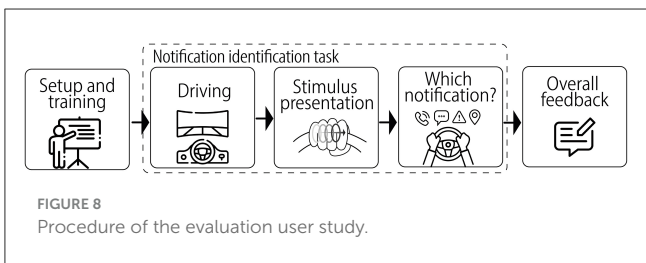 Notification identification task
Setup and
training
Driving
Stimulus
presentation
Which
notification?
Overall
feedback
FIGURE 8
Procedure of the evaluation user study.